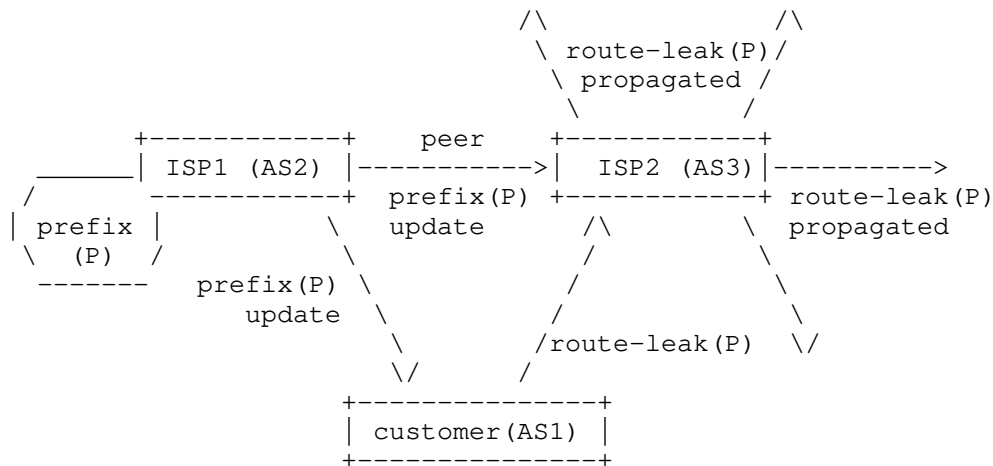 route-leak(P)
propagated
peer
ISP1 (AS2)
ISP2 (AS3)
prefix(P)
update
route-leak(P)
propagated
prefix
(P)
prefix(P)
update
route-leak(P)
customer(AS1)